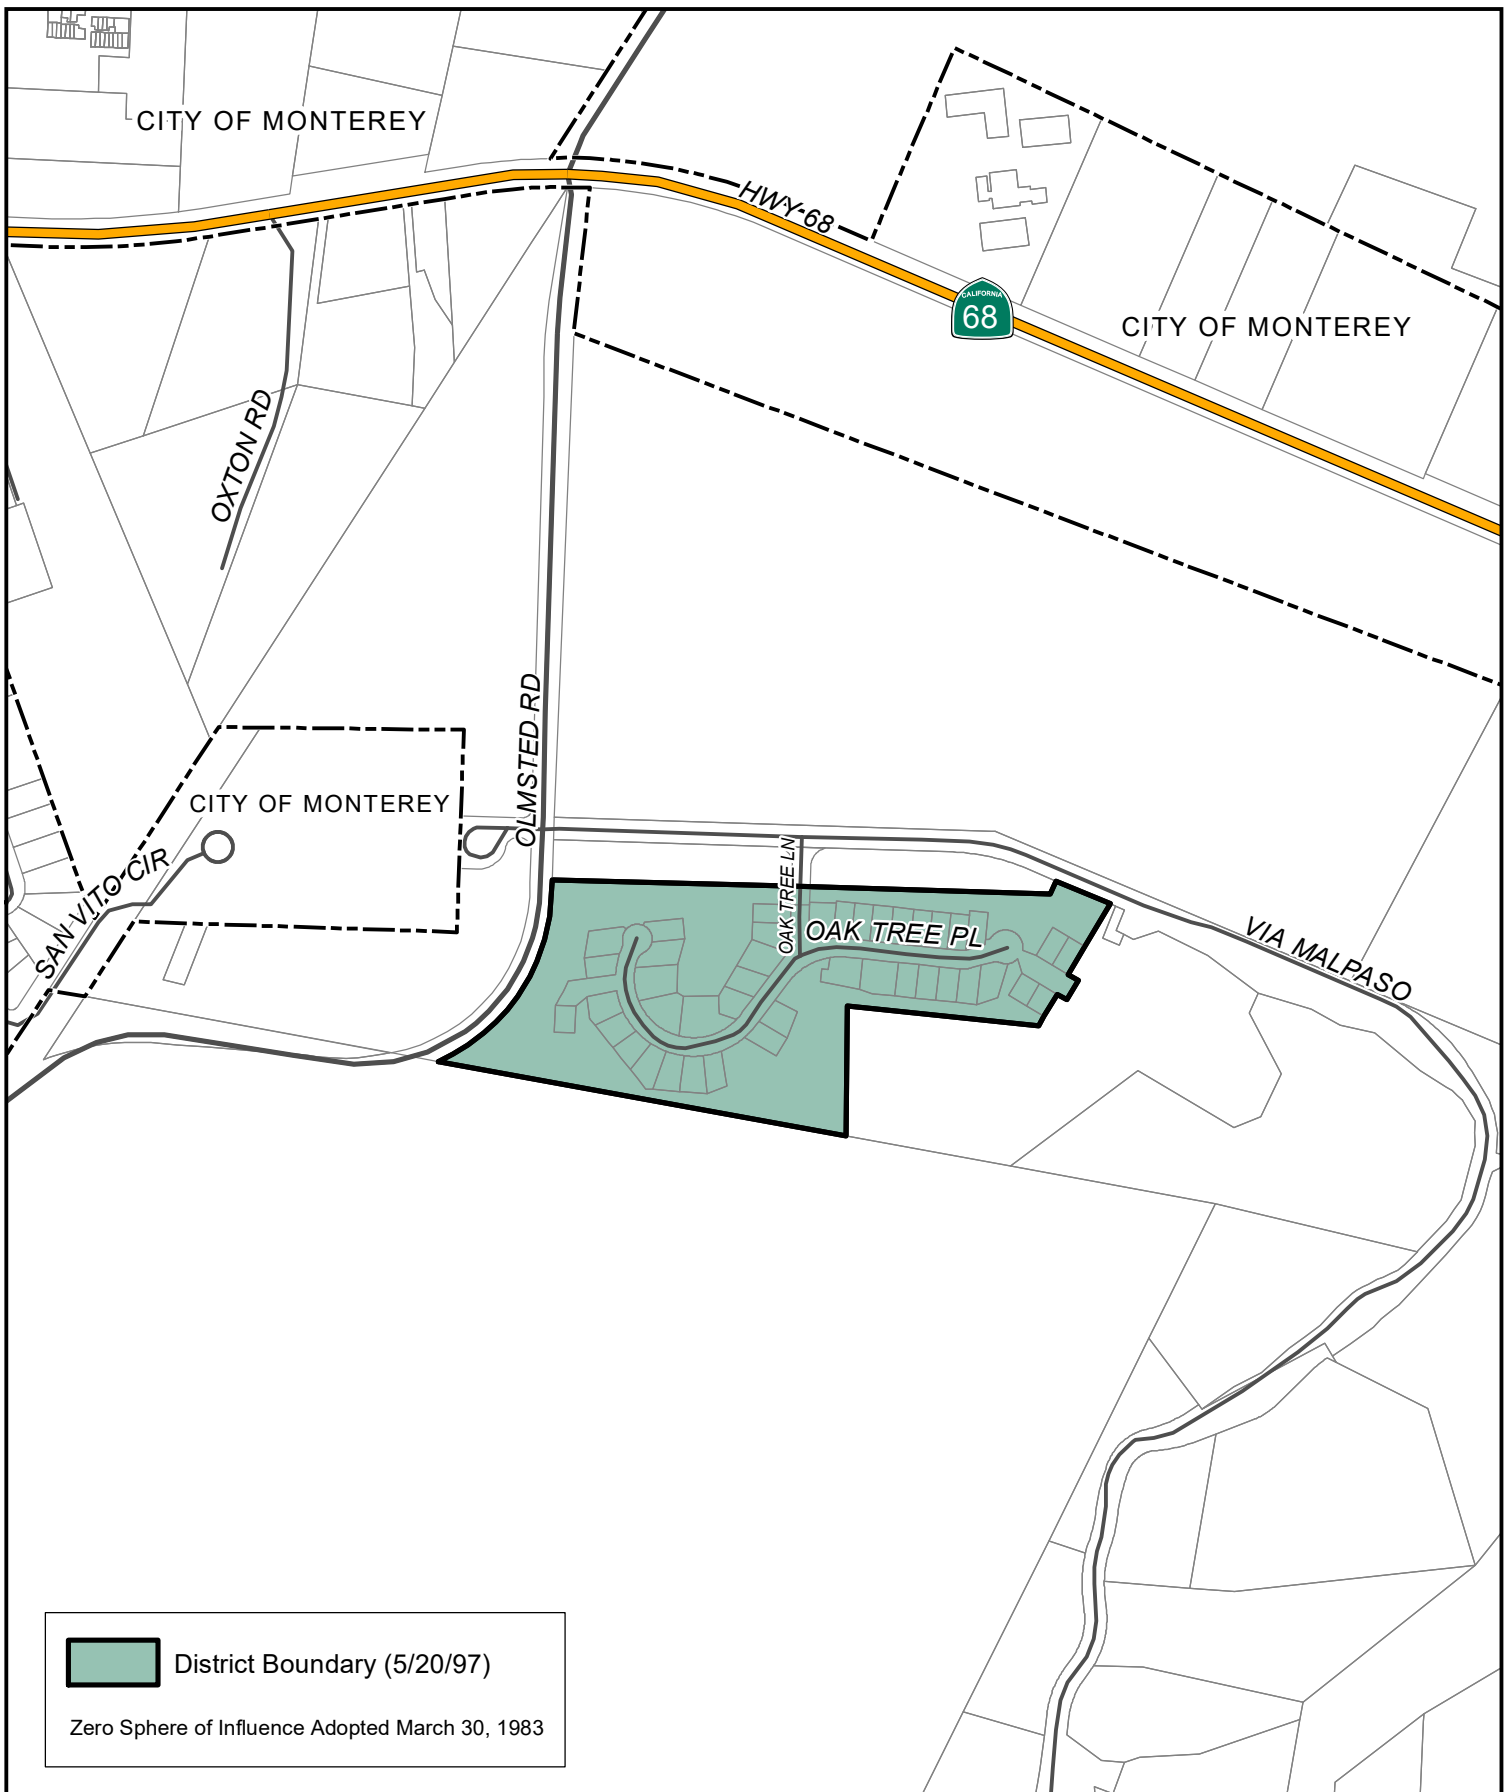 CITY OF MONTEREY
HWY 68
CALIFORNIA
68
CITY OF MONTEREY
OXTON RD
OLMSTED RD
CITY OF MONTEREY
SAN VITO CIR
OAK TREE LN
OAK TREE PL
VIA MALPASO
District Boundary (5/20/97)
Zero Sphere of Influence Adopted March 30, 1983